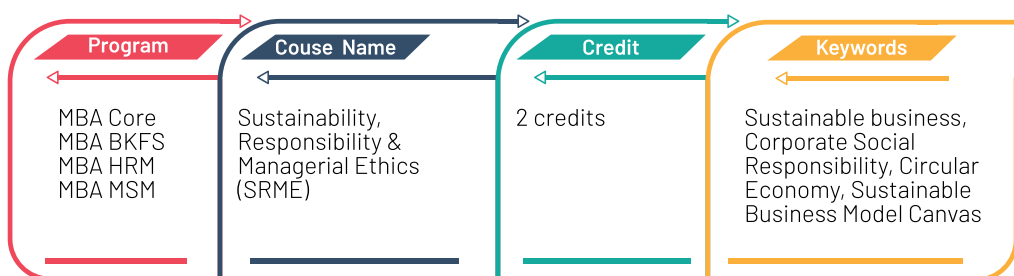 Program
MBA Core
MBA BKFS
MBA HRM
MBA MSM
Couse Name
Sustainability,
Responsibility &
Managerial Ethics
(SRME)
Credit
2 credits
Keywords
Sustainable business,
Corporate Social
Responsibility, Circular
Economy, Sustainable
Business Model Canvas